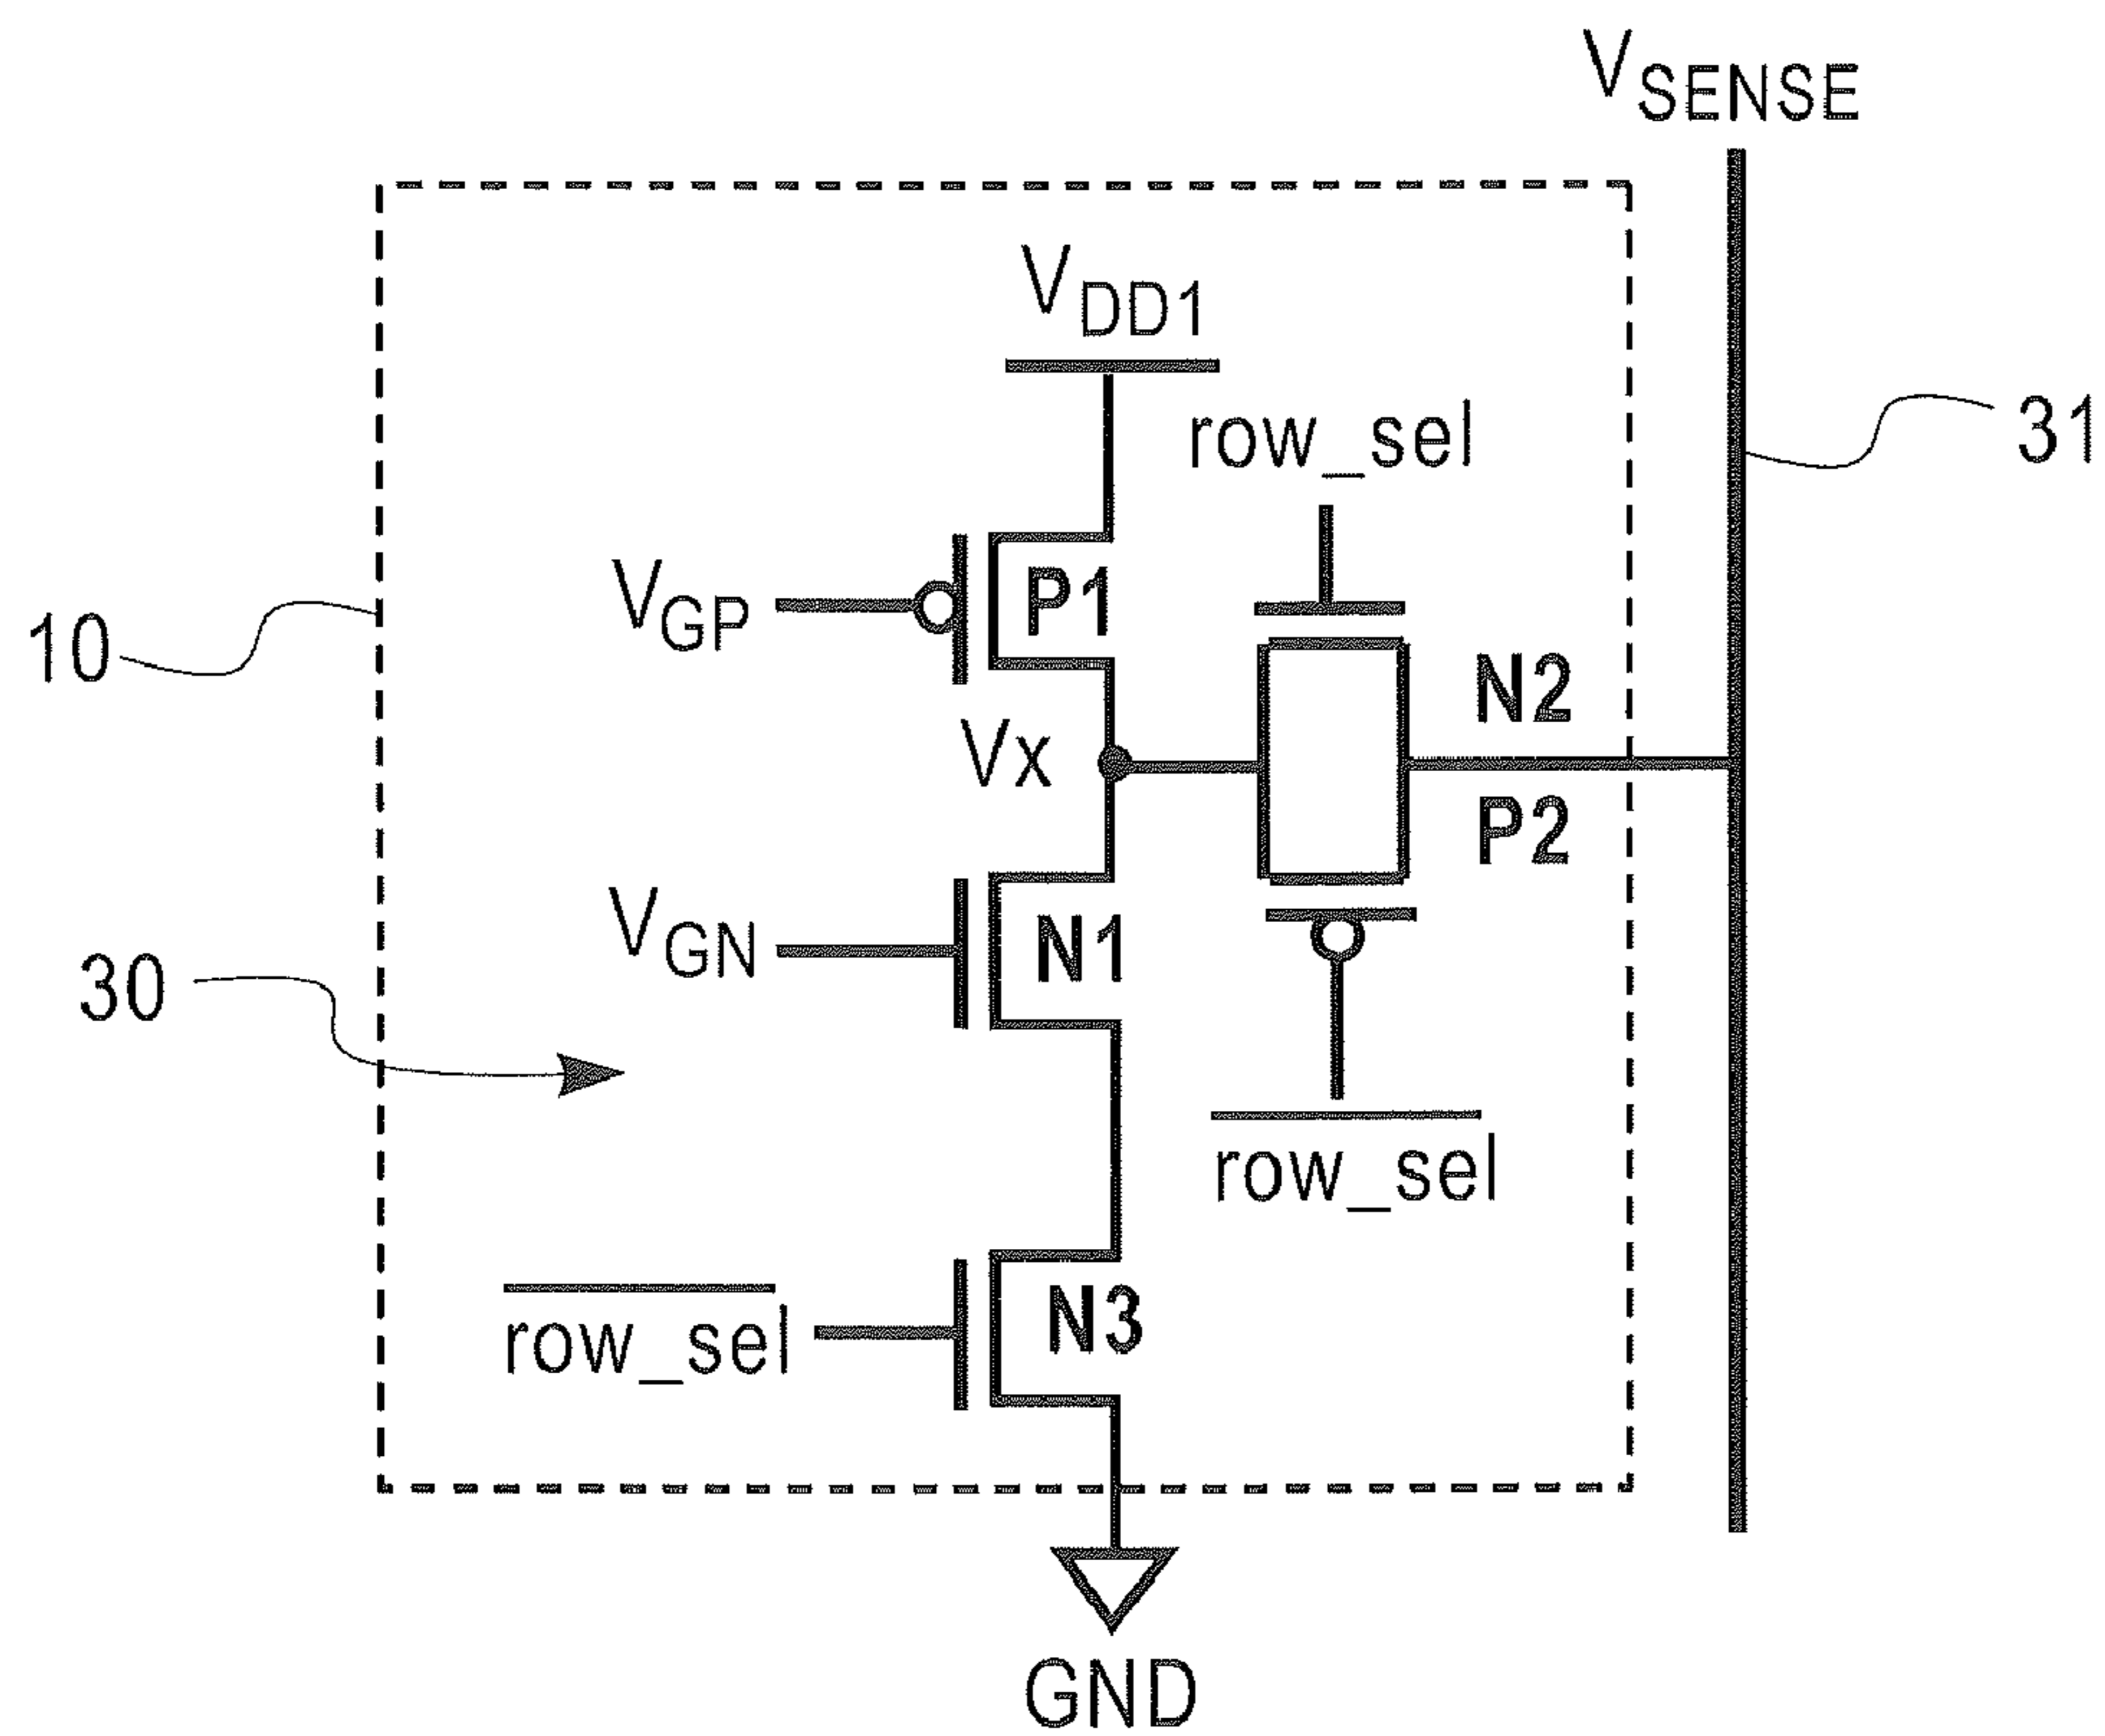 VSENSE
VDD1
row_sel
31
VGP
P1
10
N2
Vx
P2
VGN
N1
30
row_sel
N3
row_sel
GND